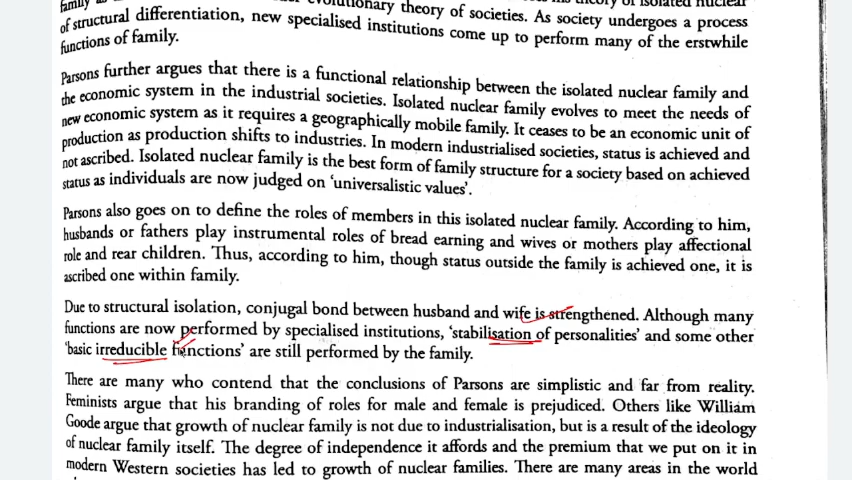 theory of isolated nuclear
evolutionary theory of societies. As society undergoes a process
of structural differentiation, new specialised institutions come up to perform many of the erstwhile
functions of family.
Parsons further argues that there is a functional relationship between the isolated nuclear family and
the economic system in the industrial societies. Isolated nuclear family evolves to meet the needs of
new economic system as it requires a geographically mobile family. It ceases to be an economic unit of
production as production shifts to industries. In modern industrialised societies, status is achieved and
not ascribed. Isolated nuclear family is the best form of family structure for a society based on achieved
status as individuals are now judged on ‘universalistic values’.
Parsons also goes on to define the roles of members in this isolated nuclear family. According to him,
husbands or fathers play instrumental roles of bread earning and wives or mothers play affectional
role and rear children. Thus, according to him, though status outside the family is achieved one, it is
ascribed one within family.
Due to structural isolation, conjugal bond between husband and wife is strengthened. Although many
functions are now performed by specialised institutions, ‘stabilisation of personalities’ and some other
‘basic irreducible functions’ are still performed by the family.
There are many who contend that the conclusions of Parsons are simplistic and far from reality.
Feminists argue that his branding of roles for male and female is prejudiced. Others like William
Goode argue that growth of nuclear family is not due to industrialisation, but is a result of the ideology
of nuclear family itself. The degree of independence it affords and the premium that we put on it in
modern Western societies has led to growth of nuclear families. There are many areas in the world